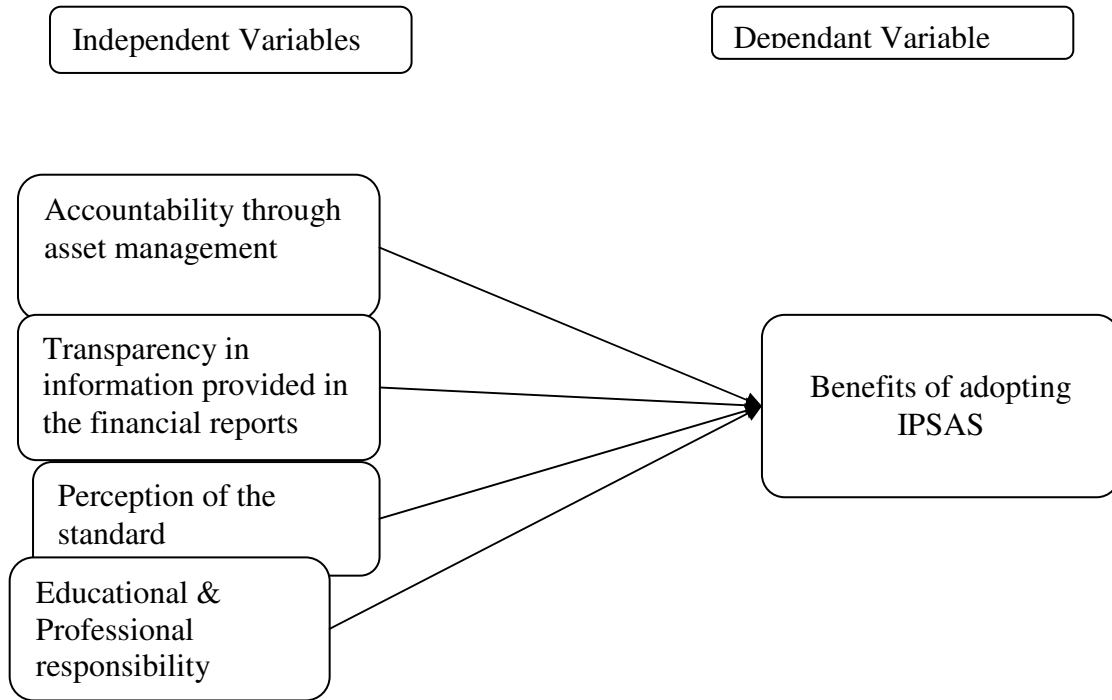 Independent Variables
Dependant Variable
Accountability through
asset management
Transparency in
information provided in
the financial reports
Perception of the
standard
Educational &
Professional
responsibility
Benefits of adopting
IPSAS